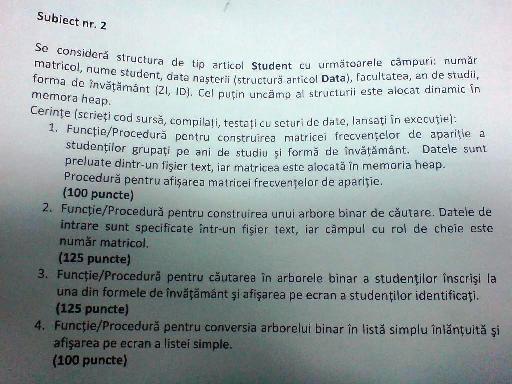 Subiect nr. 2
Se consideră structura de tip articol Student cu următoarele câmpuri: număr
matricol, nume student, data nașterii (structură articol Data), facultatea, an de studii,
forma de învățământ (ZI, ID). Cel puțin uncâmp al structurii este alocat dinamic în
memora heap.
Cerințe (scrieți cod sursă, compilați, testați cu seturi de date, lansați în execuție):
1. Funcție/Procedură pentru construirea matricei frecvențelor de apariție a
studenților grupați pe ani de studiu și formă de învățământ. Datele sunt
preluate dintr-un fișier text, iar matricea este alocată în memoria heap.
Procedură pentru afișarea matricei frecvențelor de apariție.
(100 puncte)
2. Funcție/Procedură pentru construirea unui arbore binar de căutare. Datele de
intrare sunt specificate într-un fișier text, iar câmpul cu rol de cheie este
număr matricol.
(125 puncte)
3. Funcție/Procedură pentru căutarea în arborele binar a studenților înscriși la
una din formele de învățământ și afișarea pe ecran a studenților identificați.
(125 puncte)
4. Funcție/Procedură pentru conversia arborelui binar în listă simplu înlănțuită și
afișarea pe ecran a listei simple.
(100 puncte)